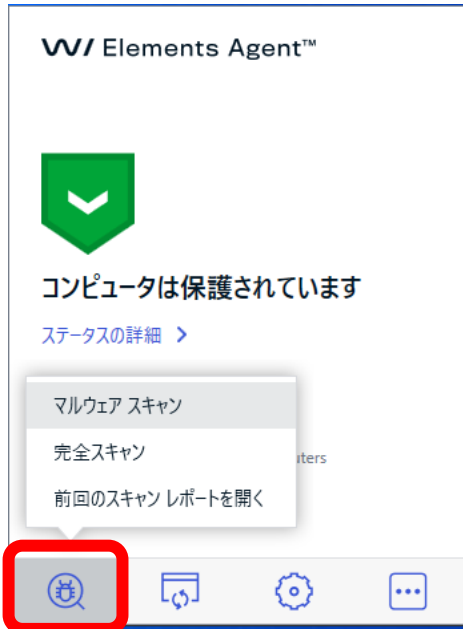 W/ Elements Agent™
コンピュータは保護されています
ステータスの詳細 >
マルウェア スキャン
完全スキャン
前回のスキャン レポートを開く